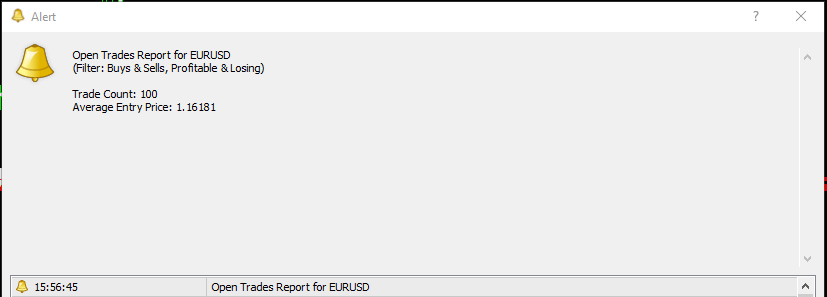 Alert
Open Trades Report for EURUSD
(Filter: Buys & Sells, Profitable & Losing)
Trade Count: 100
Average Entry Price: 1.16181
15:56:45 Open Trades Report for EURUSD